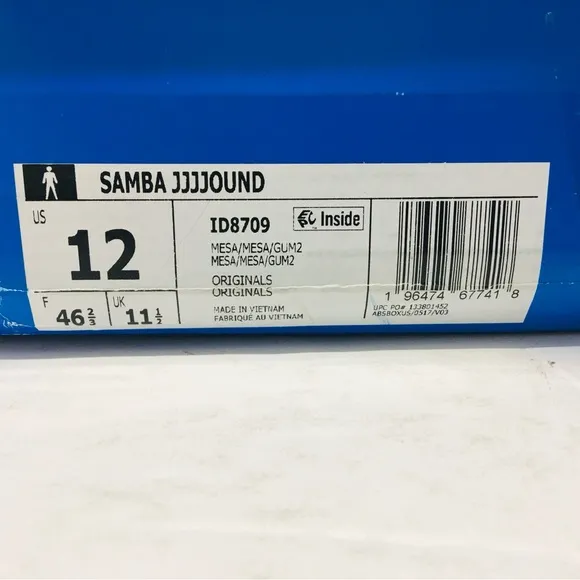 SAMBA JJJJOUND
US
12
F
46 2/3
UK
11 1/2
ID8709
Inside
MESA/MESA/GUM2
MESA/MESA/GUM2
ORIGINALS
ORIGINALS
MADE IN VIETNAM
FABRIQUÉ AU VIETNAM
1 96474 67741 8
UPC PO# 133801452
ABSBOXUS/0517/V03